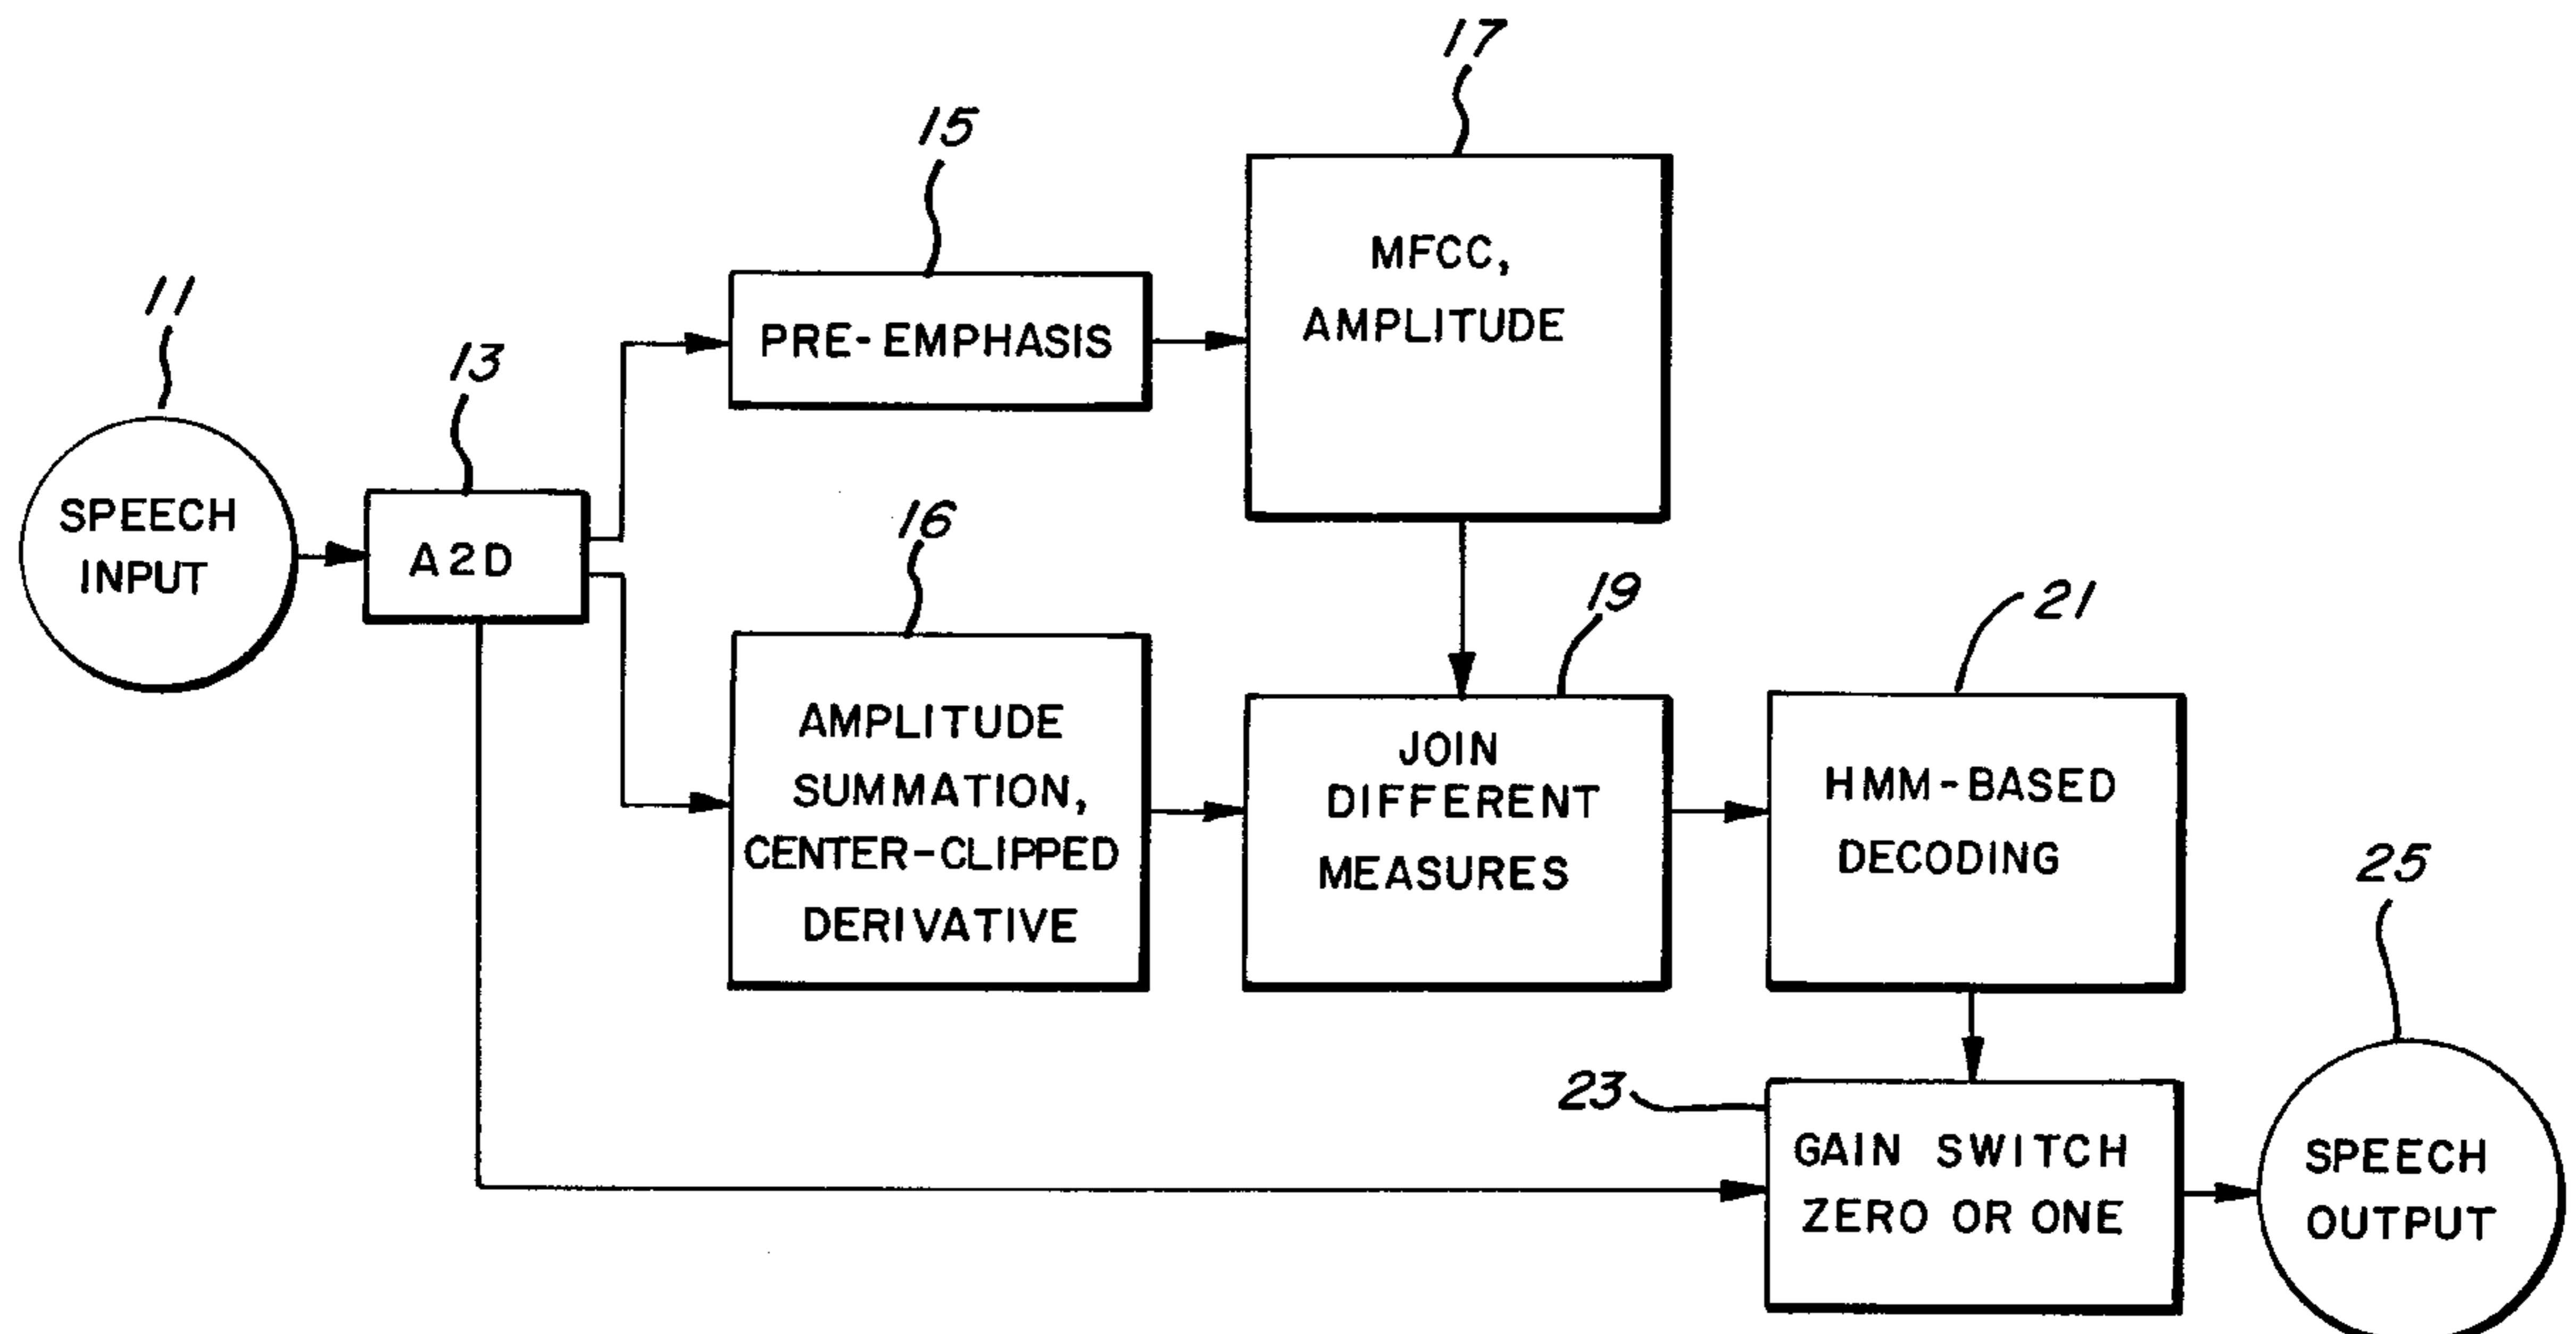 17
15
MFCC,
AMPLITUDE
11
13
PRE-EMPHASIS
SPEECH
INPUT
A2D
16
19
21
AMPLITUDE
SUMMATION,
CENTER-CLIPPED
DERIVATIVE
JOIN
DIFFERENT
MEASURES
HMM-BASED
DECODING
25
23
GAIN SWITCH
ZERO OR ONE
SPEECH
OUTPUT